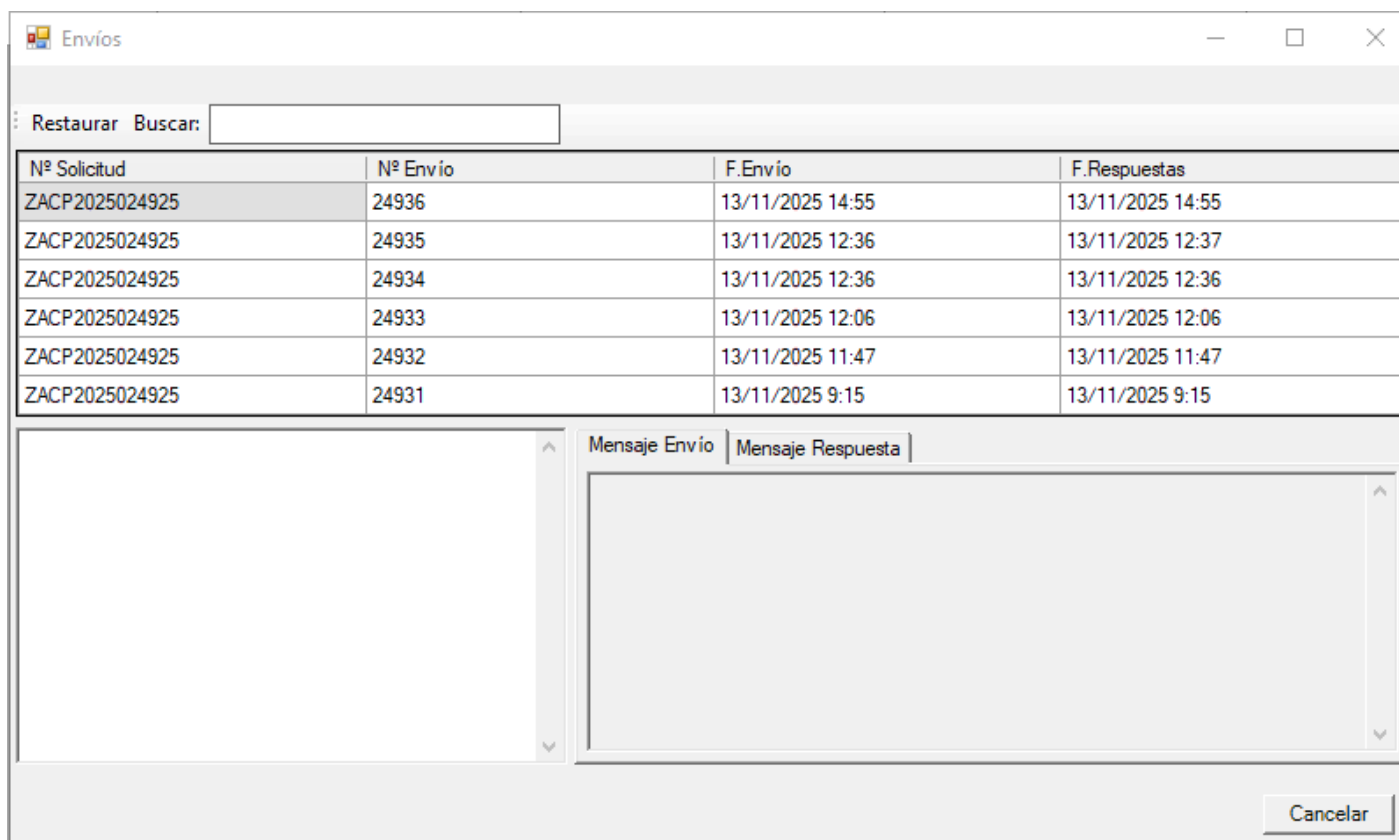 Envíos
Restaurar Buscar:
Nº Solicitud Nº Envío F.Envío F.Respuestas
ZACP2025024925 24936 13/11/2025 14:55 13/11/2025 14:55
ZACP2025024925 24935 13/11/2025 12:36 13/11/2025 12:37
ZACP2025024925 24934 13/11/2025 12:36 13/11/2025 12:36
ZACP2025024925 24933 13/11/2025 12:06 13/11/2025 12:06
ZACP2025024925 24932 13/11/2025 11:47 13/11/2025 11:47
ZACP2025024925 24931 13/11/2025 9:15 13/11/2025 9:15
Mensaje Envío Mensaje Respuesta
Cancelar